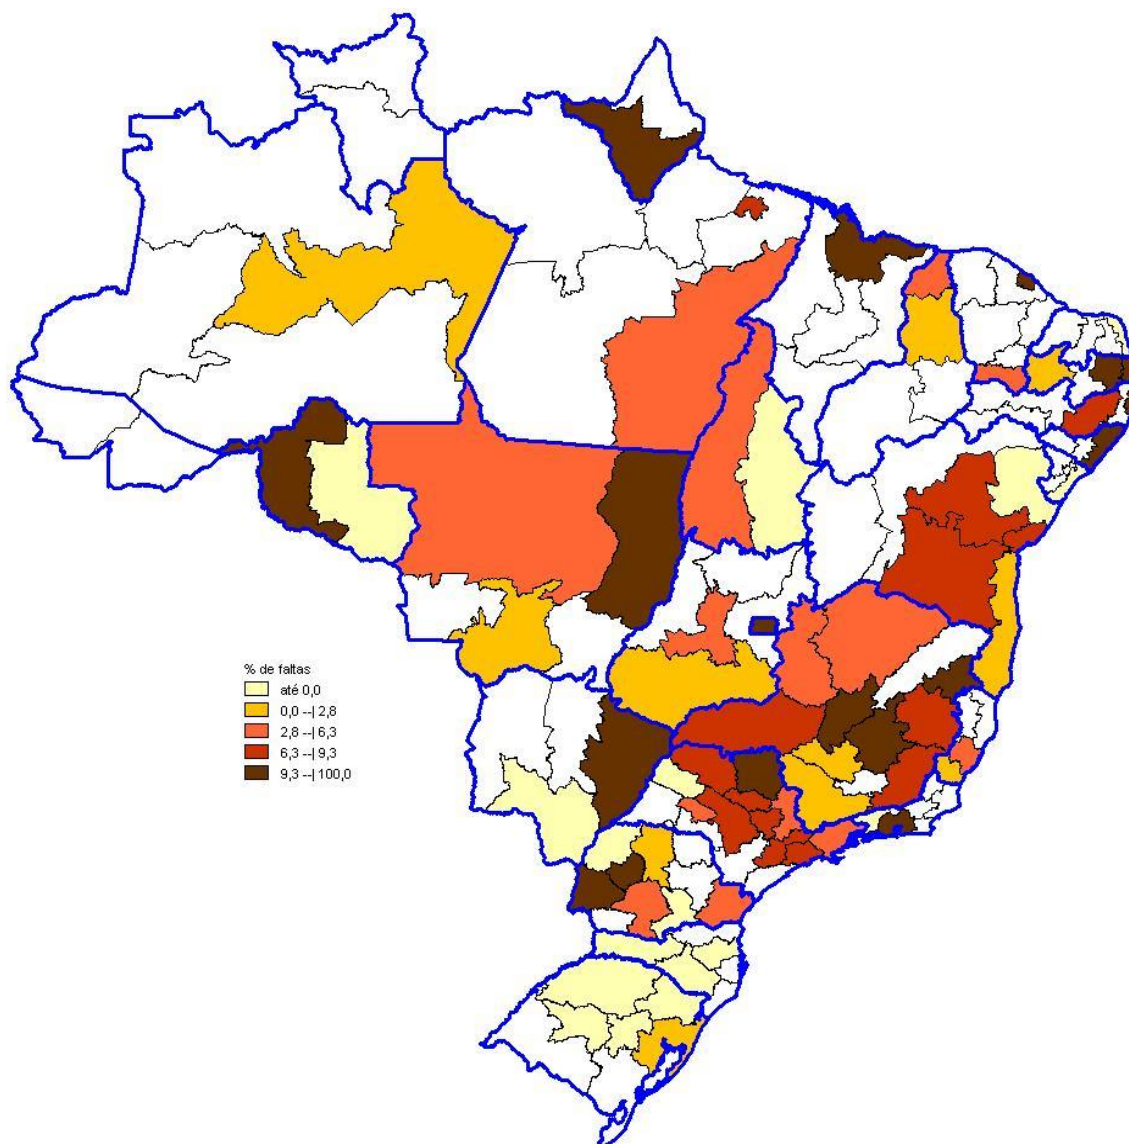 % de faltas
até 0,0
0,0 --| 2,8
2,8 --| 6,3
6,3 --| 9,3
9,3 --| 100,0